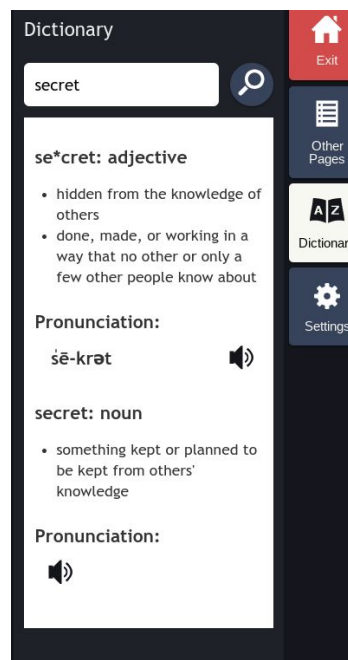 Dictionary
Exit
secret
Other
Pages
se*cret: adjective
• hidden from the knowledge of
others
• done, made, or working in a
way that no other or only a
few other people know about
A Z
Dictionar
Settings
Pronunciation:
ˈsē-krət
secret: noun
• something kept or planned to
be kept from others'
knowledge
Pronunciation: